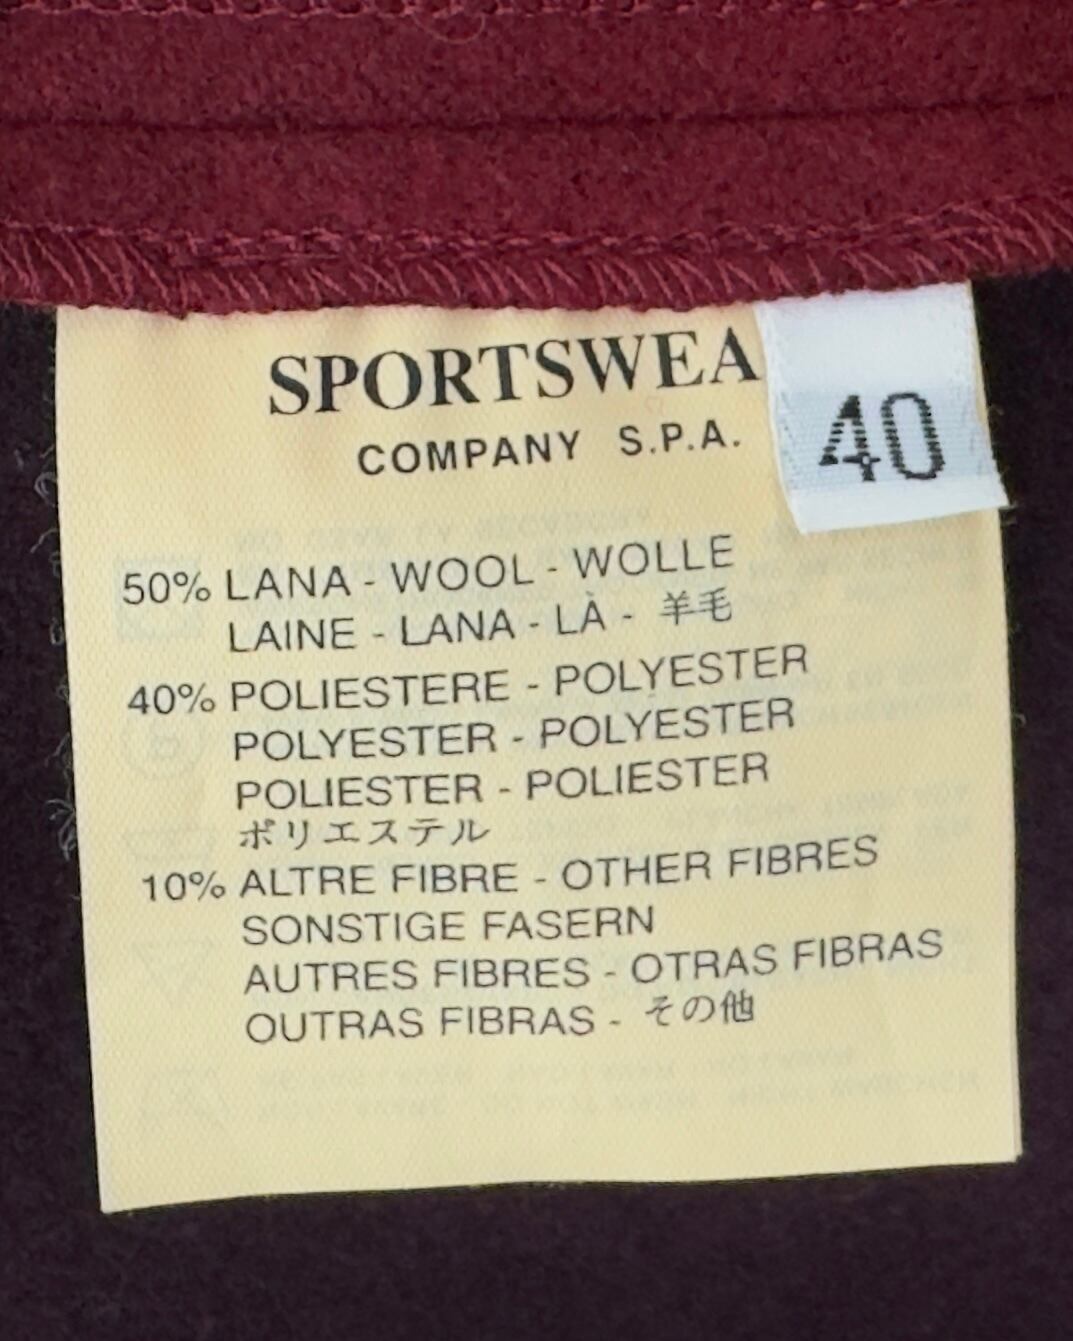 SPORTSWEA
COMPANY S.P.A.
40
50% LANA - WOOL - WOLLE
LAINE - LANA - LÀ - 羊毛
40% POLIESTERE - POLYESTER
POLYESTER - POLYESTER
POLIESTER - POLIESTER
ポリエステル
10% ALTRE FIBRE - OTHER FIBRES
SONSTIGE FASERN
AUTRES FIBRES - OTRAS FIBRAS
OUTRAS FIBRAS - その他